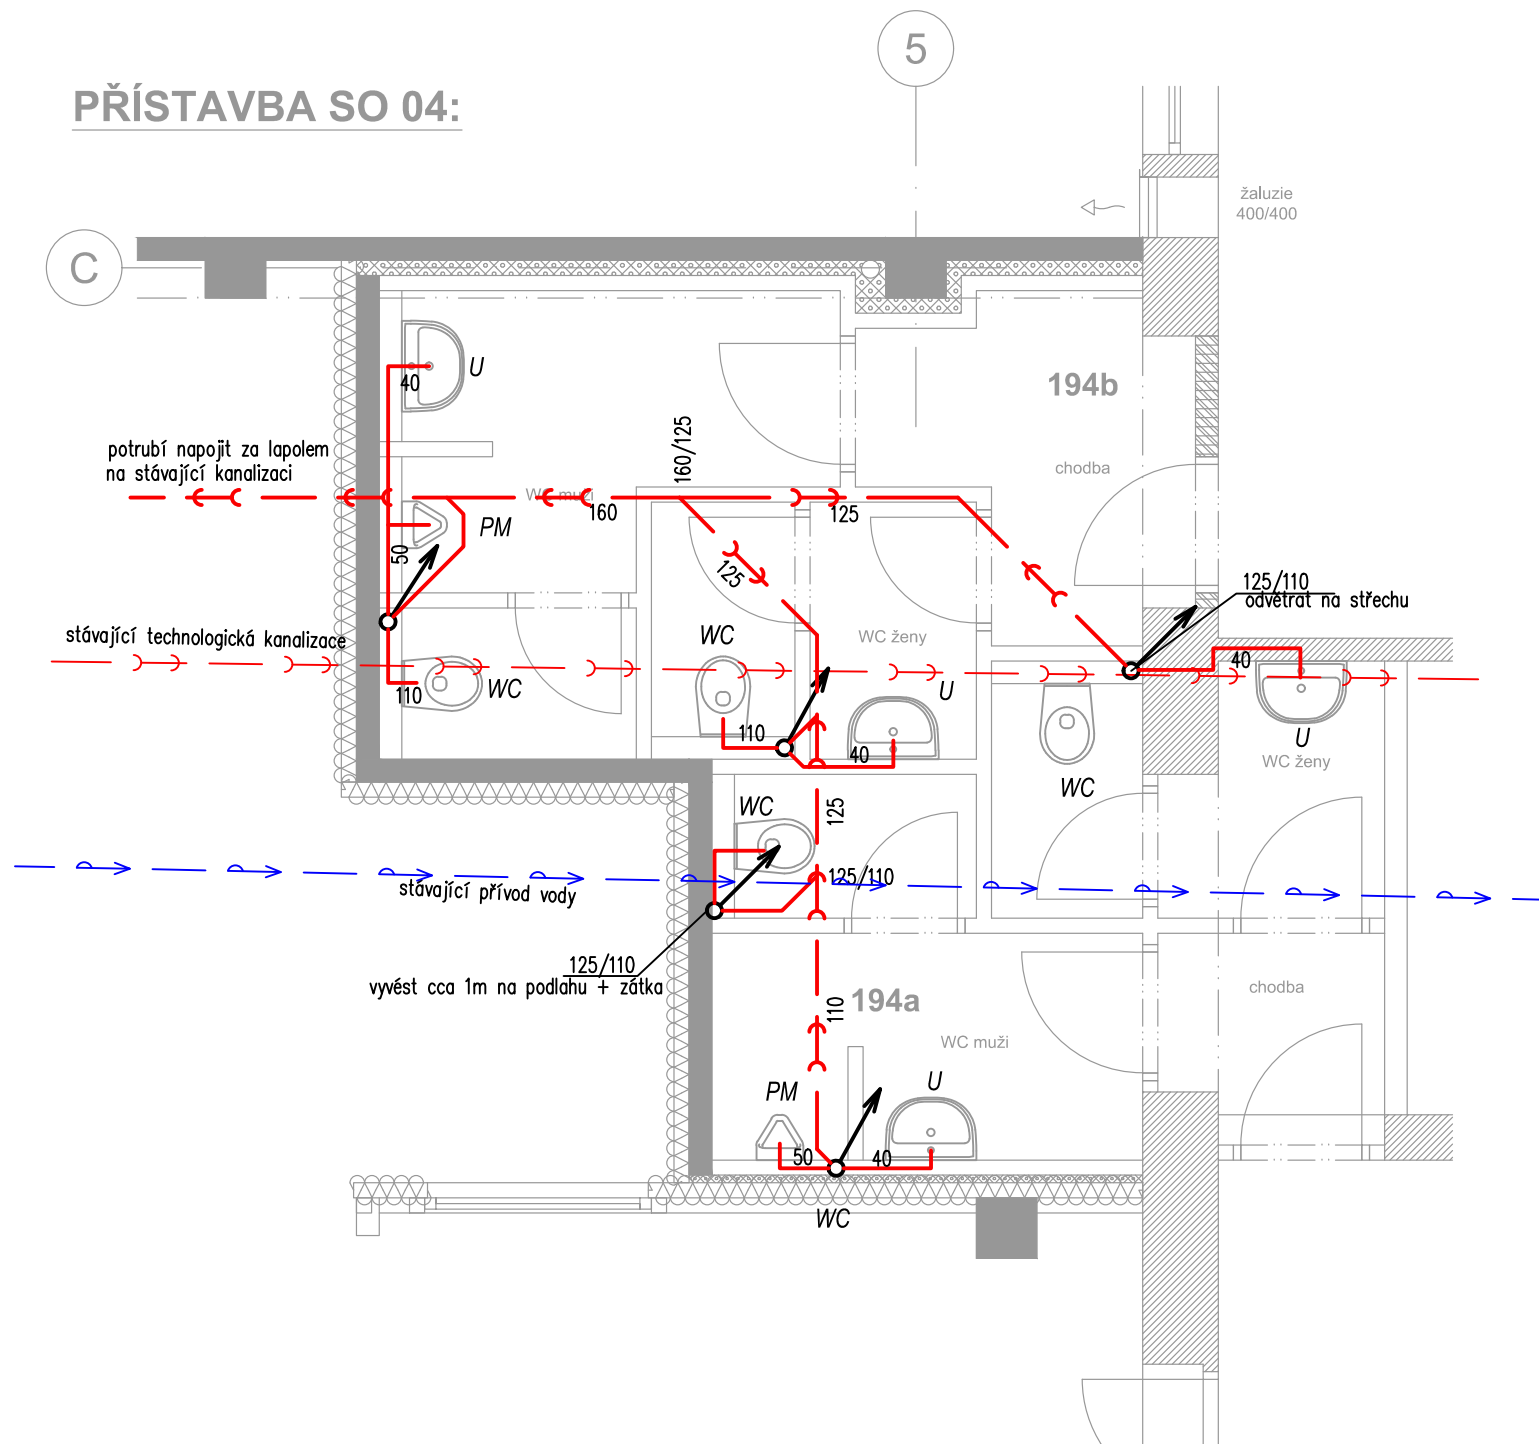 5
PŘÍSTAVBA SO 04:
žaluzie
400/400
C
U
40
194b
160/125
potrubí napojit za lapolem
na stávající kanalizaci
chodba
WC muži
160
125
PM
50
125
125/110
odvětrat na střechu
stávající technologická kanalizace
WC
WC ženy
40
WC
110
U
110
40
U
WC ženy
WC
WC
125
125/110
stávající přívod vody
125/110
vyvést cca 1m na podlahu + zátka
194a
110
chodba
WC muži
PM
U
50
40
WC